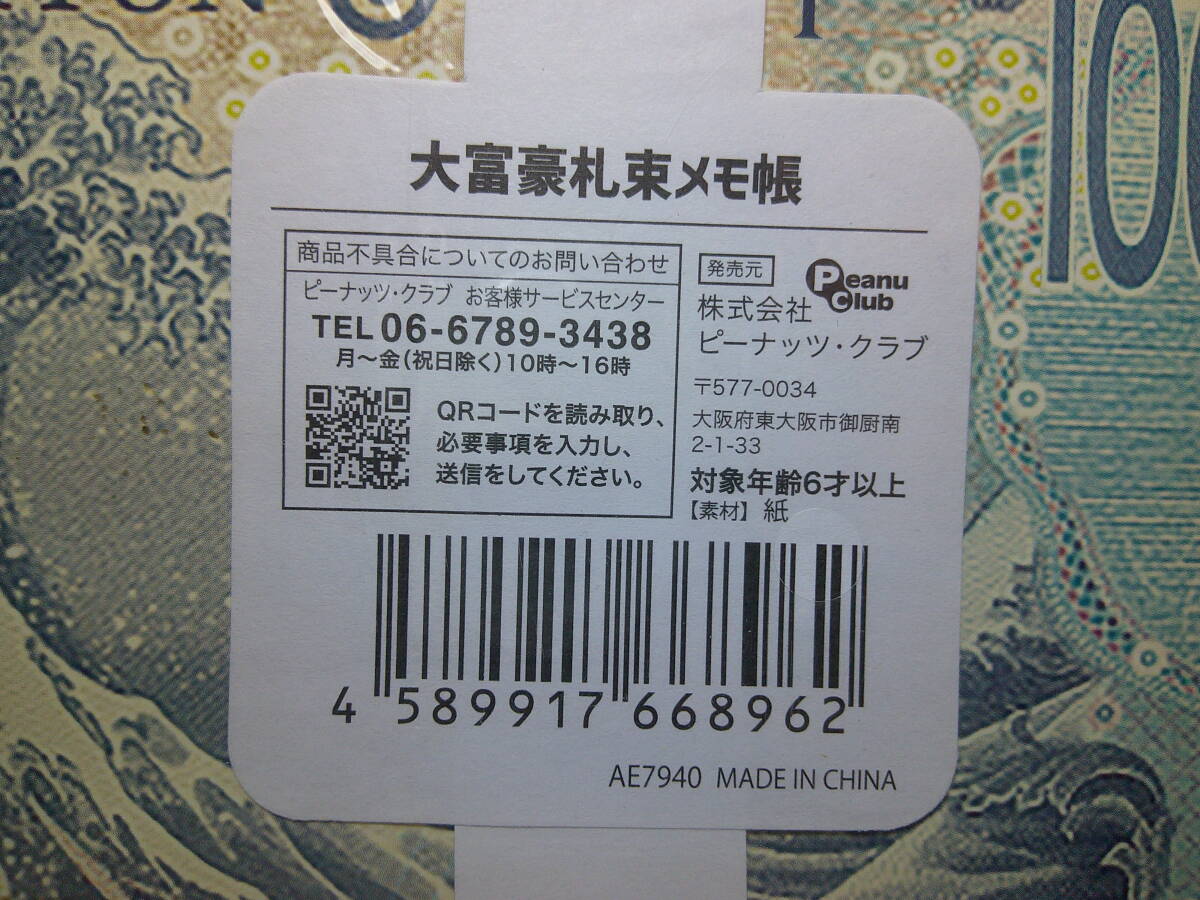 大富豪札束メモ帳
商品不具合についてのお問い合わせ
ピーナッツ・クラブ お客様サービスセンター
TEL 06-6789-3438
月～金(祝日除く)10時～16時
QRコードを読み取り、
必要事項を入力し、
送信をしてください。
発売元
Peanu
Club
株式会社
ピーナッツ・クラブ
〒577-0034
大阪府東大阪市御厨南
2-1-33
対象年齢6才以上
【素材】紙
4 589917 668962
AE7940 MADE IN CHINA